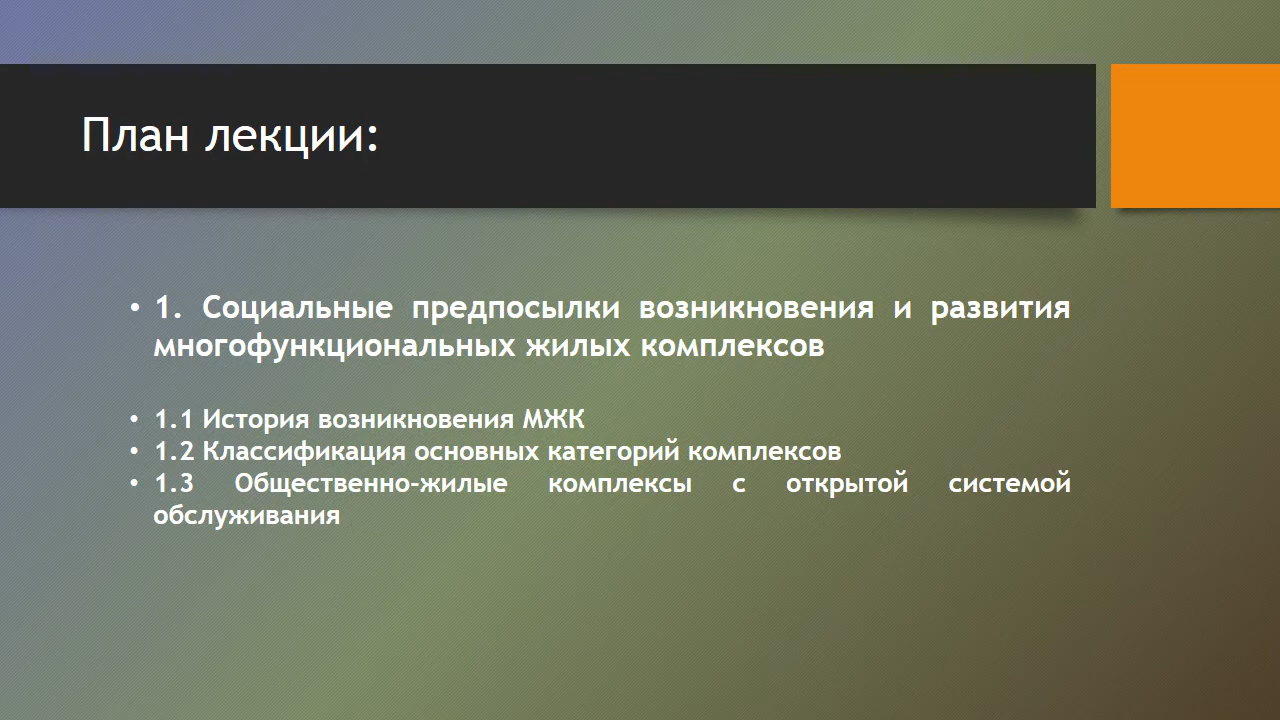 План лекции:
• 1. Социальные предпосылки возникновения и развития
многофункциональных жилых комплексов
• 1.1 История возникновения МЖК
• 1.2 Классификация основных категорий комплексов
• 1.3 Общественно-жилые комплексы с открытой системой
обслуживания